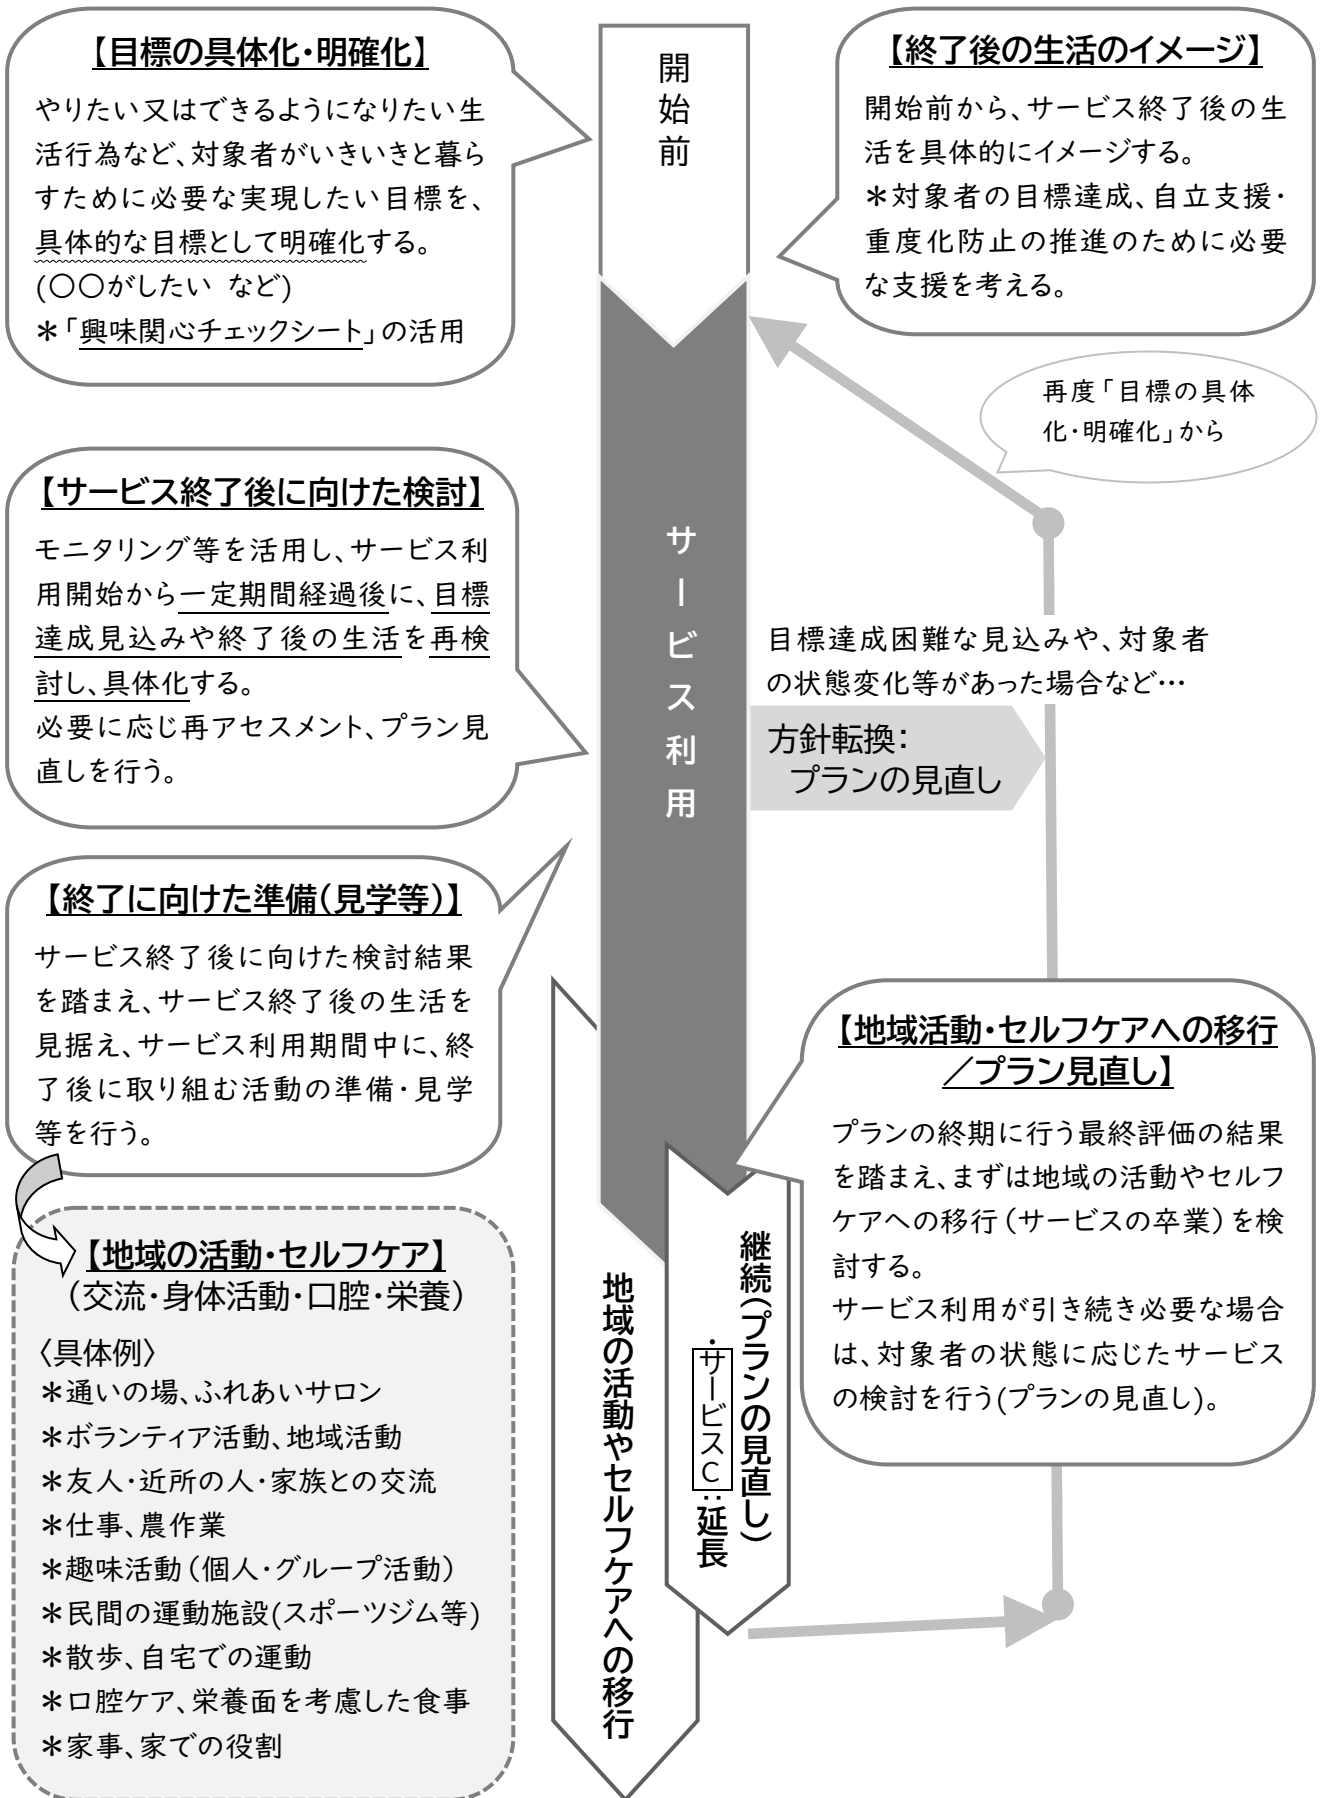 【目標の具体化・明確化】
やりたい又はできるようになりたい生
活行為など、対象者がいきいきと暮ら
すために必要な実現したい目標を、
具体的な目標として明確化する。
(○○がしたい など)
＊「興味関心チェックシート」の活用
開始前
【終了後の生活のイメージ】
開始前から、サービス終了後の生
活を具体的にイメージする。
＊対象者の目標達成、自立支援・
重度化防止の推進のために必要
な支援を考える。
再度「目標の具体
化・明確化」から
【サービス終了後に向けた検討】
モニタリング等を活用し、サービス利
用開始から一定期間経過後に、目標
達成見込みや終了後の生活を再検
討し、具体化する。
必要に応じ再アセスメント、プラン見
直しを行う。
サービス利用
目標達成困難な見込みや、対象者
の状態変化等があった場合など…
方針転換：
プランの見直し
【終了に向けた準備(見学等)】
サービス終了後に向けた検討結果
を踏まえ、サービス終了後の生活を
見据え、サービス利用期間中に、終
了後に取り組む活動の準備・見学
等を行う。
【地域活動・セルフケアへの移行
／プラン見直し】
プランの終期に行う最終評価の結果
を踏まえ、まずは地域の活動やセルフ
ケアへの移行（サービスの卒業）を検
討する。
サービス利用が引き続き必要な場合
は、対象者の状態に応じたサービス
の検討を行う(プランの見直し)。
継続(プランの見直し)
・サービスC：延長
地域の活動やセルフケアへの移行
【地域の活動・セルフケア】
（交流・身体活動・口腔・栄養）
〈具体例〉
＊通いの場、ふれあいサロン
＊ボランティア活動、地域活動
＊友人・近所の人・家族との交流
＊仕事、農作業
＊趣味活動（個人・グループ活動）
＊民間の運動施設(スポーツジム等)
＊散歩、自宅での運動
＊口腔ケア、栄養面を考慮した食事
＊家事、家での役割